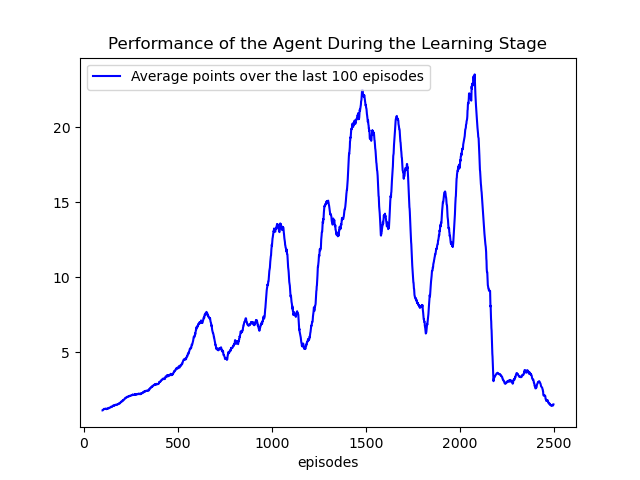 Performance of the Agent During the Learning Stage
Average points over the last 100 episodes
20
15
10
5
0 500 1000 1500 2000 2500
episodes